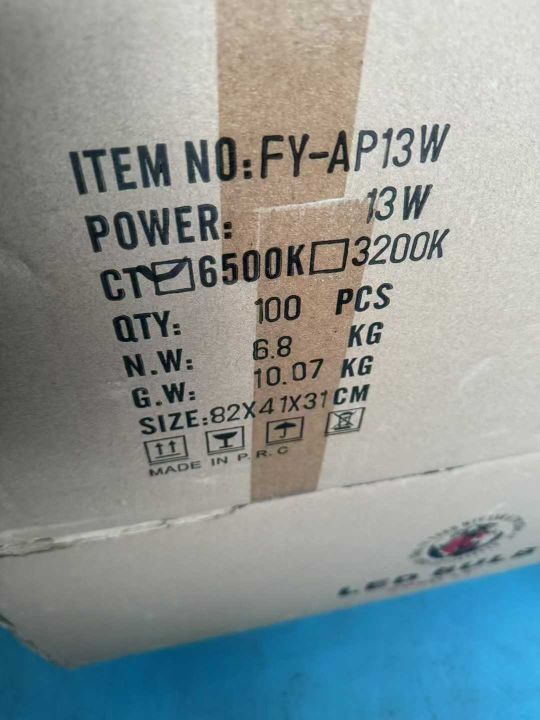 ITEM NO:FY-AP13W
POWER: 13W
CT 6500K 3200K
QTY: 100 PCS
N.W: 6.8 KG
G.W: 10.07 KG
SIZE:82X41X31CM
MADE IN P.R.C
LED BULB